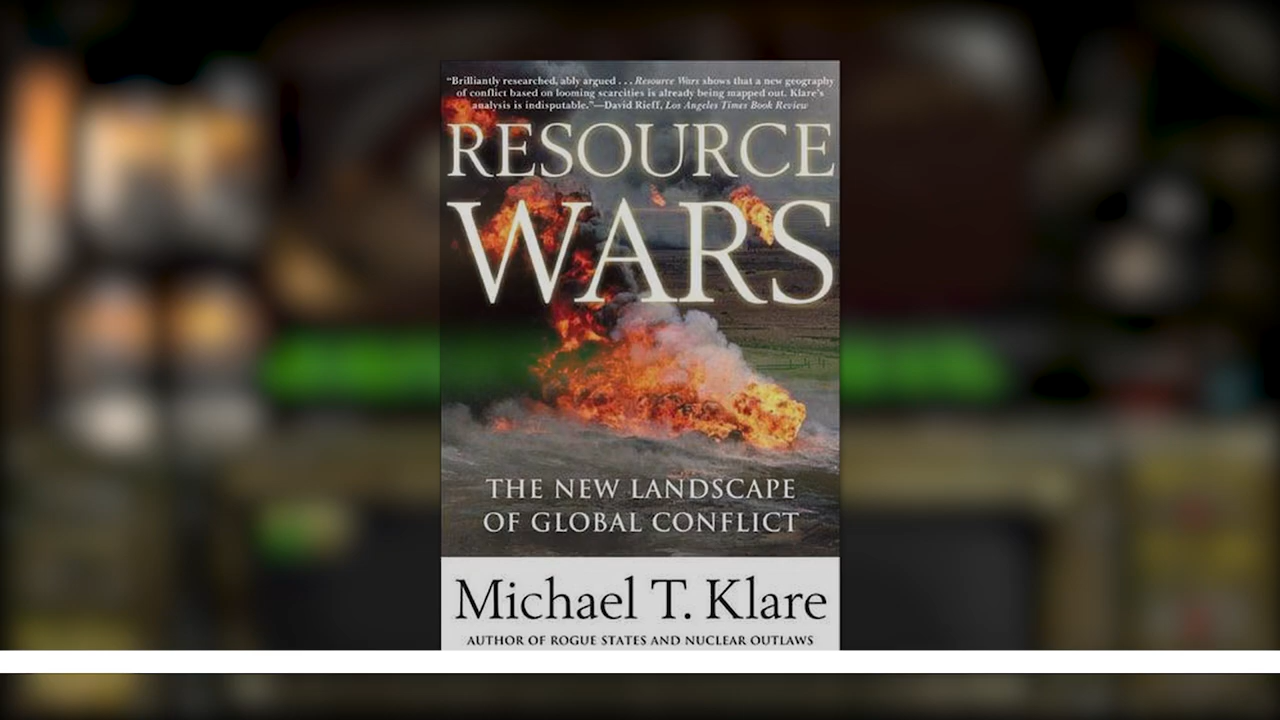 “Brilliantly researched, ably argued . . . Resource Wars shows that a new geography
of conflict based on looming scarcities is already being mapped out. Klare’s
analysis is indisputable.”—David Rieff, Los Angeles Times Book Review
RESOURCE
WARS
THE NEW LANDSCAPE
OF GLOBAL CONFLICT
Michael T. Klare
AUTHOR OF ROGUE STATES AND NUCLEAR OUTLAWS